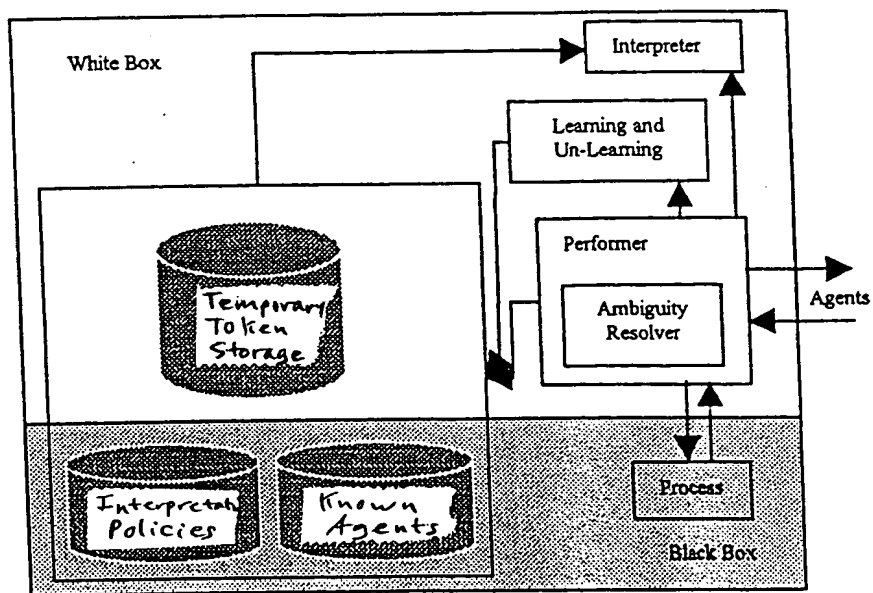 White Box
Interpreter
Learning and
Un-Learning
Performer
Ambiguity
Resolver
Agents
Temporary
Token
Storage
Interpretati
Policies
Known
Agents
Process
Black Box